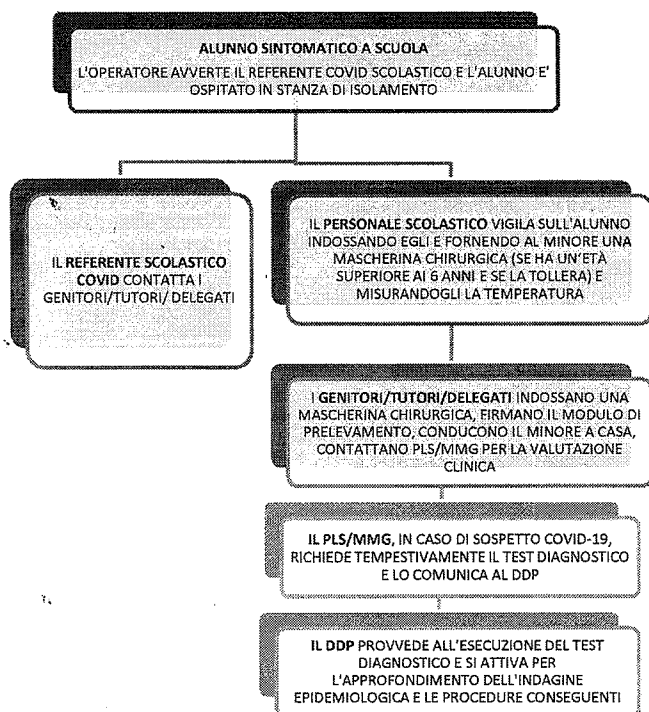 ALUNNO SINTOMATICO A SCUOLA
L'OPERATORE AVVERTE IL REFERENTE COVID SCOLASTICO E L'ALUNNO E'
OSPITATO IN STANZA DI ISOLAMENTO
IL REFERENTE SCOLASTICO
COVID CONTATTA I
GENITORI/TUTORI/ DELEGATI
IL PERSONALE SCOLASTICO VIGILA SULL'ALUNNO
INDOSSANDO EGLI E FORNENDO AL MINORE UNA
MASCHERINA CHIRURGICA (SE HA UN'ETÀ
SUPERIORE AI 6 ANNI E SE LA TOLLERA) E
MISURANDOGLI LA TEMPERATURA
I GENITORI/TUTORI/DELEGATI INDOSSANO UNA
MASCHERINA CHIRURGICA, FIRMANO IL MODULO DI
PRELEVAMENTO, CONDUCONO IL MINORE A CASA,
CONTATTANO PLS/MMG PER LA VALUTAZIONE
CLINICA
IL PLS/MMG, IN CASO DI SOSPETTO COVID-19,
RICHIEDE TEMPESTIVAMENTE IL TEST DIAGNOSTICO
E LO COMUNICA AL DDP
IL DDP PROVVEDE ALL'ESECUZIONE DEL TEST
DIAGNOSTICO E SI ATTIVA PER
L'APPROFONDIMENTO DELL'INDAGINE
EPIDEMIOLOGICA E LE PROCEDURE CONSEGUENTI